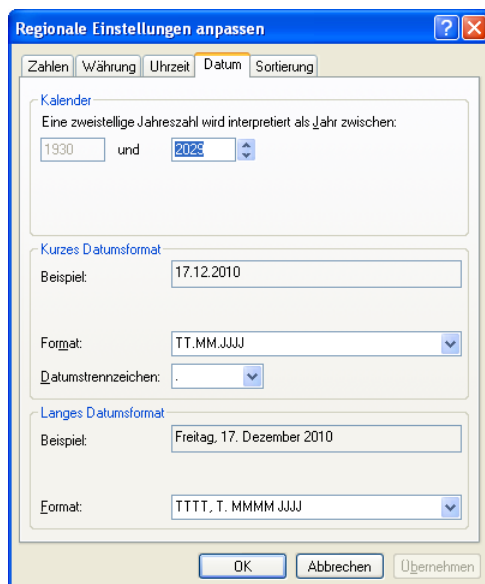 Regionale Einstellungen anpassen
Zahlen Währung Uhrzeit Datum Sortierung
Kalender
Eine zweistellige Jahreszahl wird interpretiert als Jahr zwischen:
1930 und 2029
Kurzes Datumsformat
Beispiel: 17.12.2010
Format: TT.MM.JJJJ
Datumstrennzeichen: .
Langes Datumsformat
Beispiel: Freitag, 17. Dezember 2010
Format: TTTT, T. MMMM JJJJ
OK Abbrechen Übernehmen